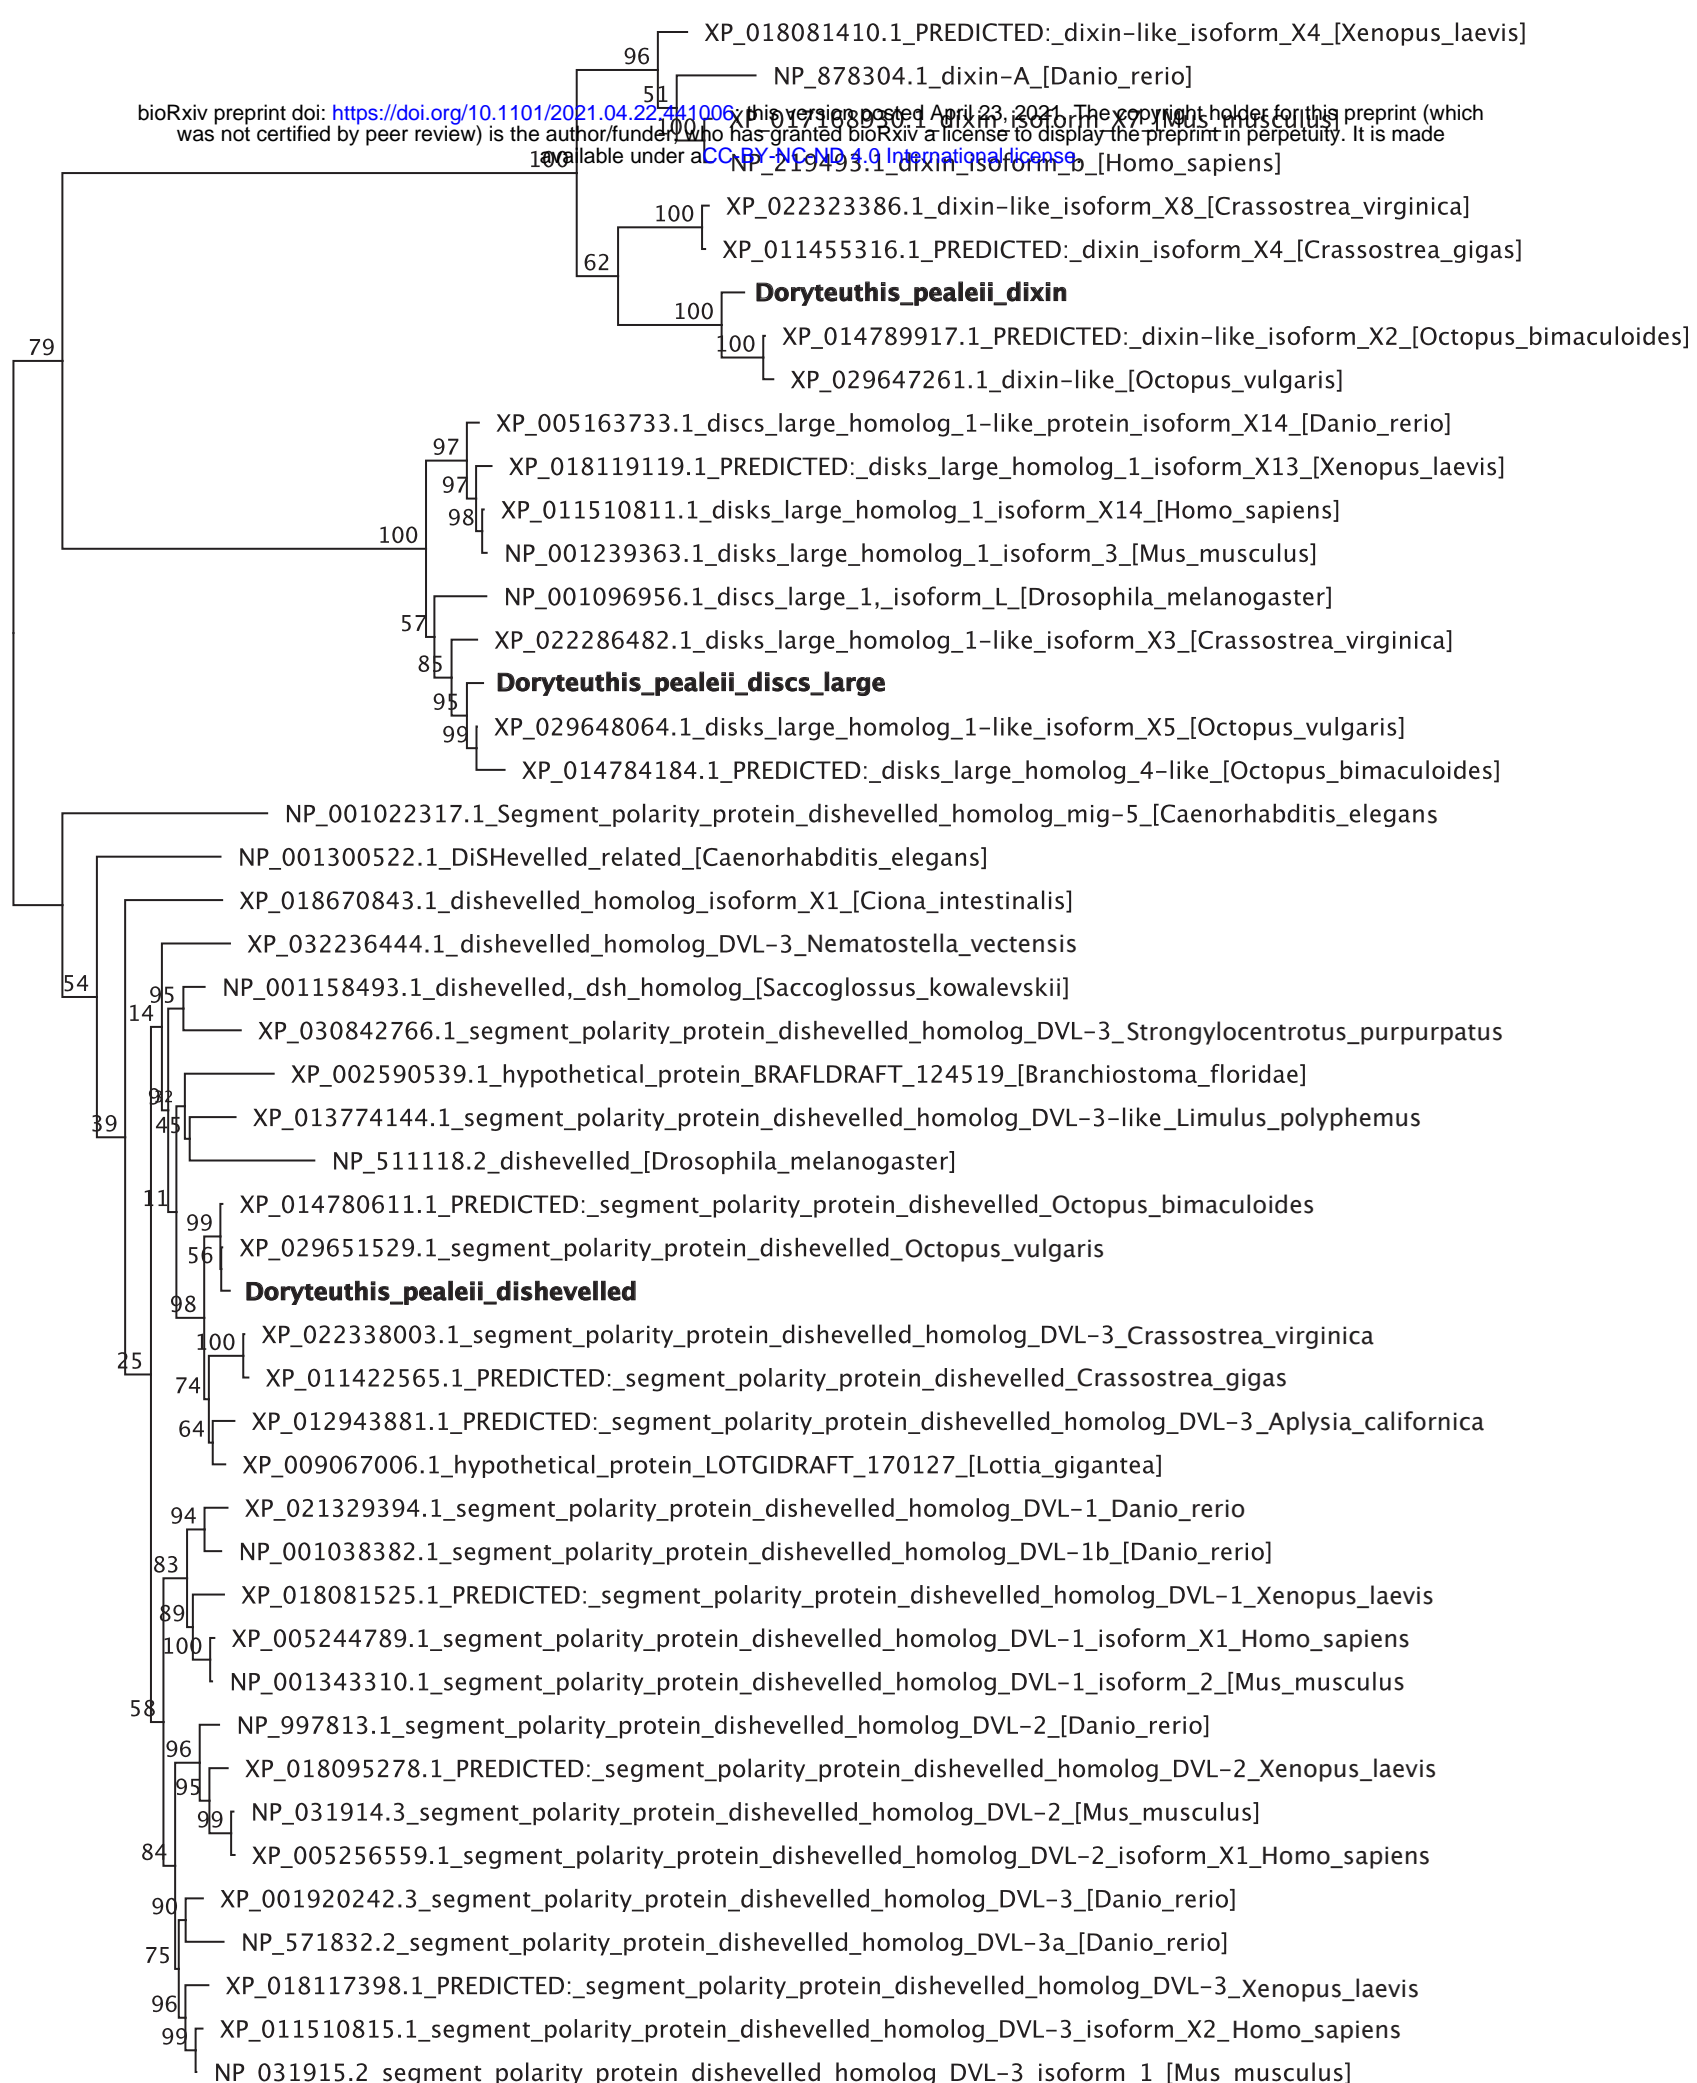 XP_018081410.1_PREDICTED:_dixin-like_isoform_X4_[Xenopus_laevis]
96
NP_878304.1_dixin-A_[Danio_rerio]
51
bioRxiv preprint doi: https://doi.org/10.1101/2021.04.22.441006; this version posted April 23, 2021. The copyright holder for this preprint (which
was not certified by peer review) is the author/funder, who has granted bioRxiv a license to display the preprint in perpetuity. It is made
available under aCC-BY-NC-ND 4.0 International license.
dixin_isoform_X7_[Mus_musculus]
100
100
NP_219493.1_dixin_isoform_b_[Homo_sapiens]
XP_022323386.1_dixin-like_isoform_X8_[Crassostrea_virginica]
100
XP_011455316.1_PREDICTED:_dixin_isoform_X4_[Crassostrea_gigas]
62
Doryteuthis_pealeii_dixin
100
XP_014789917.1_PREDICTED:_dixin-like_isoform_X2_[Octopus_bimaculoides]
100
79
XP_029647261.1_dixin-like_[Octopus_vulgaris]
XP_005163733.1_discs_large_homolog_1-like_protein_isoform_X14_[Danio_rerio]
97
XP_018119119.1_PREDICTED:_disks_large_homolog_1_isoform_X13_[Xenopus_laevis]
97
XP_011510811.1_disks_large_homolog_1_isoform_X14_[Homo_sapiens]
98
100
NP_001239363.1_disks_large_homolog_1_isoform_3_[Mus_musculus]
NP_001096956.1_discs_large_1,_isoform_L_[Drosophila_melanogaster]
57
XP_022286482.1_disks_large_homolog_1-like_isoform_X3_[Crassostrea_virginica]
85
Doryteuthis_pealeii_discs_large
95
XP_029648064.1_disks_large_homolog_1-like_isoform_X5_[Octopus_vulgaris]
99
XP_014784184.1_PREDICTED:_disks_large_homolog_4-like_[Octopus_bimaculoides]
NP_001022317.1_Segment_polarity_protein_dishevelled_homolog_mig-5_[Caenorhabditis_elegans
NP_001300522.1_DiSHevelled_related_[Caenorhabditis_elegans]
XP_018670843.1_dishevelled_homolog_isoform_X1_[Ciona_intestinalis]
XP_032236444.1_dishevelled_homolog_DVL-3_Nematostella_vectensis
54
NP_001158493.1_dishevelled,_dsh_homolog_[Saccoglossus_kowalevskii]
95
14
XP_030842766.1_segment_polarity_protein_dishevelled_homolog_DVL-3_Strongylocentrotus_purpurpatus
XP_002590539.1_hypothetical_protein_BRAFLDRAFT_124519_[Branchiostoma_floridae]
9
32
XP_013774144.1_segment_polarity_protein_dishevelled_homolog_DVL-3-like_Limulus_polyphemus
39
45
NP_511118.2_dishevelled_[Drosophila_melanogaster]
11
XP_014780611.1_PREDICTED:_segment_polarity_protein_dishevelled_Octopus_bimaculoides
99
XP_029651529.1_segment_polarity_protein_dishevelled_Octopus_vulgaris
56
Doryteuthis_pealeii_dishevelled
98
XP_022338003.1_segment_polarity_protein_dishevelled_homolog_DVL-3_Crassostrea_virginica
100
25
XP_011422565.1_PREDICTED:_segment_polarity_protein_dishevelled_Crassostrea_gigas
74
XP_012943881.1_PREDICTED:_segment_polarity_protein_dishevelled_homolog_DVL-3_Aplysia_californica
64
XP_009067006.1_hypothetical_protein_LOTGIDRAFT_170127_[Lottia_gigantea]
XP_021329394.1_segment_polarity_protein_dishevelled_homolog_DVL-1_Danio_rerio
94
NP_001038382.1_segment_polarity_protein_dishevelled_homolog_DVL-1b_[Danio_rerio]
83
XP_018081525.1_PREDICTED:_segment_polarity_protein_dishevelled_homolog_DVL-1_Xenopus_laevis
89
XP_005244789.1_segment_polarity_protein_dishevelled_homolog_DVL-1_isoform_X1_Homo_sapiens
100
NP_001343310.1_segment_polarity_protein_dishevelled_homolog_DVL-1_isoform_2_[Mus_musculus
58
NP_997813.1_segment_polarity_protein_dishevelled_homolog_DVL-2_[Danio_rerio]
96
XP_018095278.1_PREDICTED:_segment_polarity_protein_dishevelled_homolog_DVL-2_Xenopus_laevis
95
NP_031914.3_segment_polarity_protein_dishevelled_homolog_DVL-2_[Mus_musculus]
99
84
XP_005256559.1_segment_polarity_protein_dishevelled_homolog_DVL-2_isoform_X1_Homo_sapiens
XP_001920242.3_segment_polarity_protein_dishevelled_homolog_DVL-3_[Danio_rerio]
90
NP_571832.2_segment_polarity_protein_dishevelled_homolog_DVL-3a_[Danio_rerio]
75
XP_018117398.1_PREDICTED:_segment_polarity_protein_dishevelled_homolog_DVL-3_Xenopus_laevis
96
XP_011510815.1_segment_polarity_protein_dishevelled_homolog_DVL-3_isoform_X2_Homo_sapiens
99
NP_031915.2_segment_polarity_protein_dishevelled_homolog_DVL-3_isoform_1_[Mus_musculus]